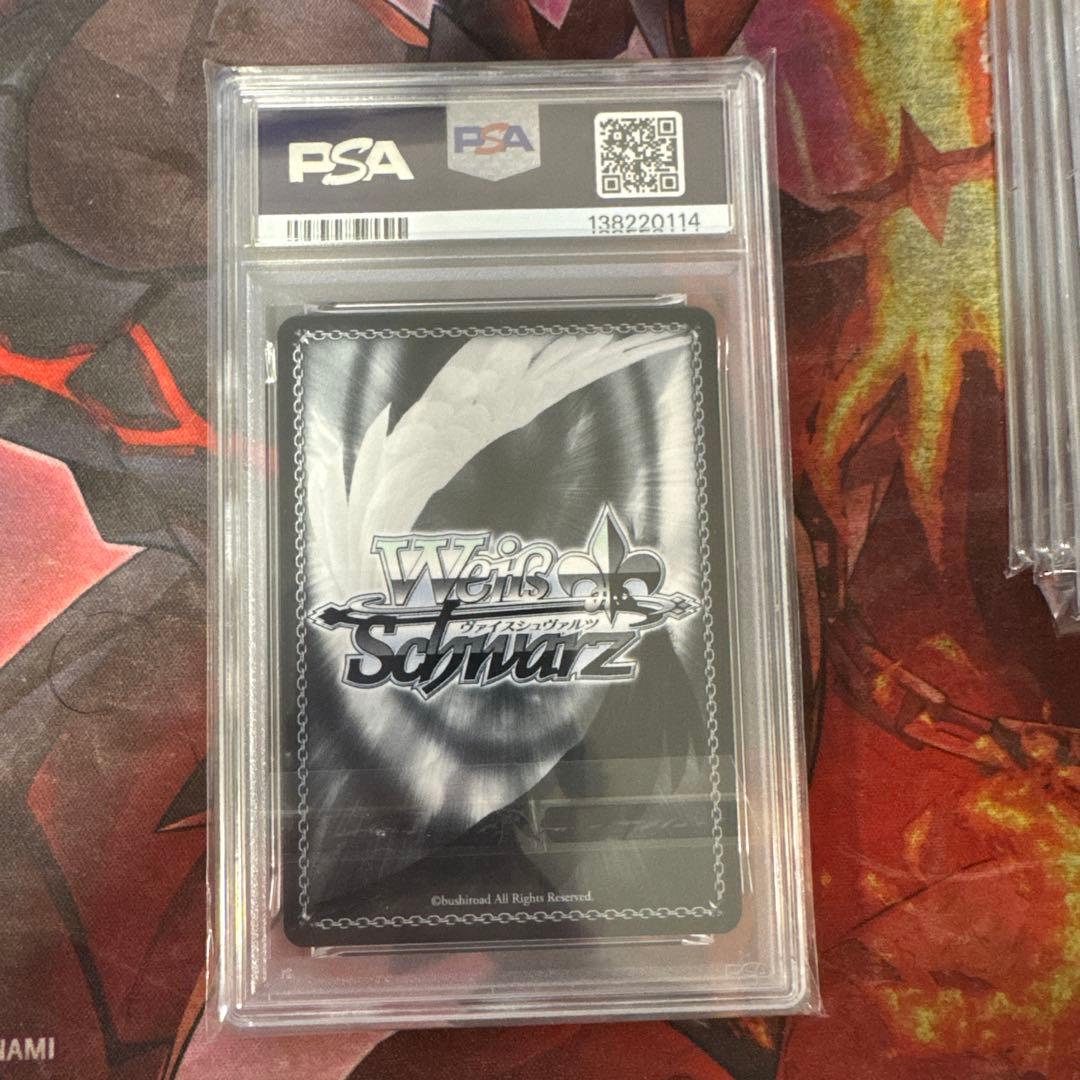 PSA
PSA
138220114
Weiß
ヴァイスシュヴァルツ
Schwarz
©bushiroad All Rights Reserved.
PSA
NAMI